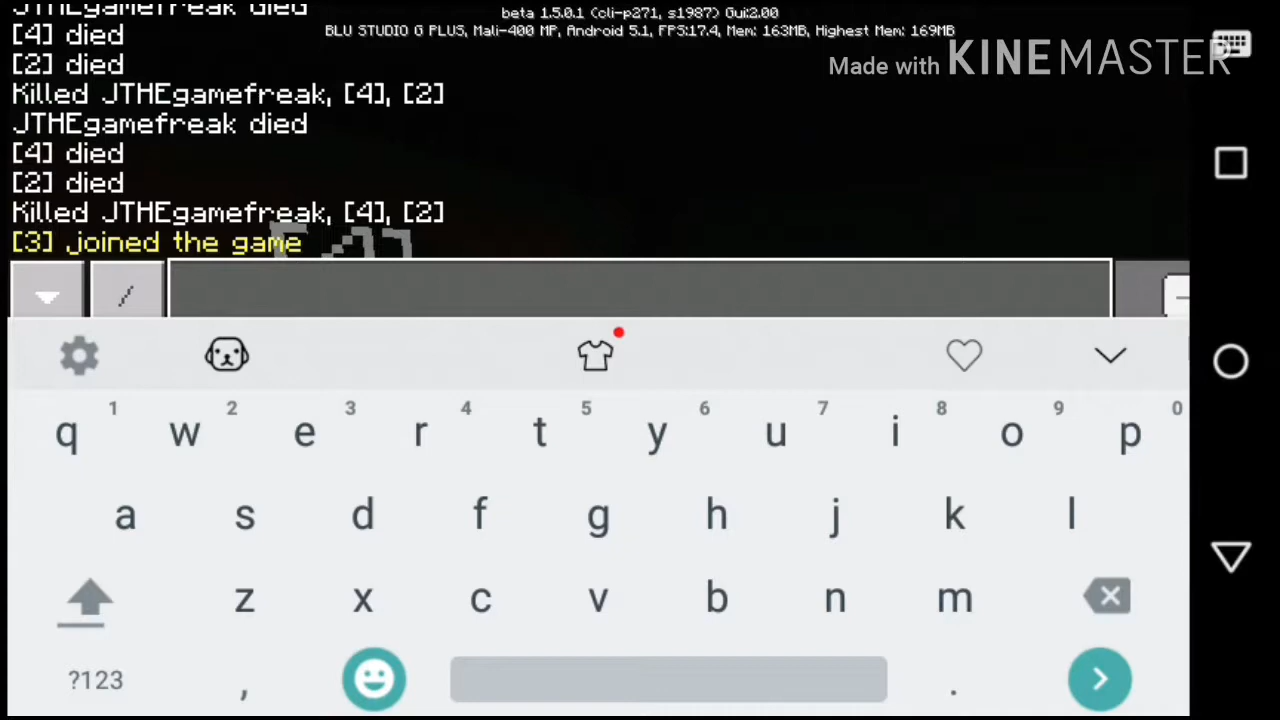 JTHEgamefreak died
beta 1.5.0.1 (cli-p271, s1987) Gui:2.00
BLU STUDIO G PLUS, Mali-400 MP, Android 5.1, FPS:17.4, Mem: 163MB, Highest Mem: 169MB
[4] died
[2] died
Made with KINEMASTER
Killed JTHEgamefreak, [4], [2]
JTHEgamefreak died
[4] died
[2] died
Killed JTHEgamefreak, [4], [2]
[3] joined the game
/
1 2 3 4 5 6 7 8 9 0
q w e r t y u i o p
a s d f g h j k l
z x c v b n m
?123 , .